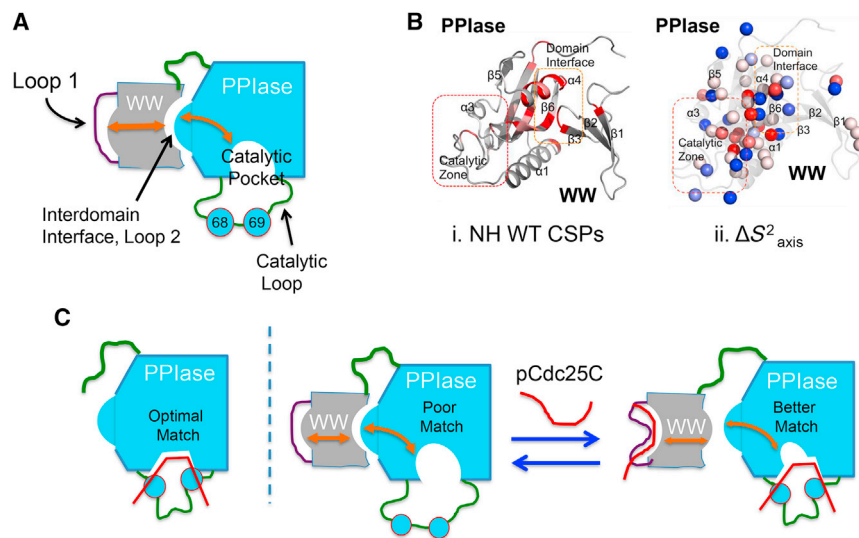 A
Loop 1
WW
PPIase
Catalytic
Pocket
Interdomain
Interface, Loop 2
68
69
Catalytic
Loop
B
PPIase
Domain
Interface
β5
α4
α3
β6
β2
β1
β3
Catalytic
Zone
α1
WW
i. NH WT CSPs
PPIase
Domain
Interface
β5
α4
α3
β6
β2
β1
β3
Catalytic
Zone
α1
WW
ii. ΔS²axis
C
PPIase
Optimal
Match
WW
PPIase
Poor
Match
pCdc25C
WW
PPIase
Better
Match